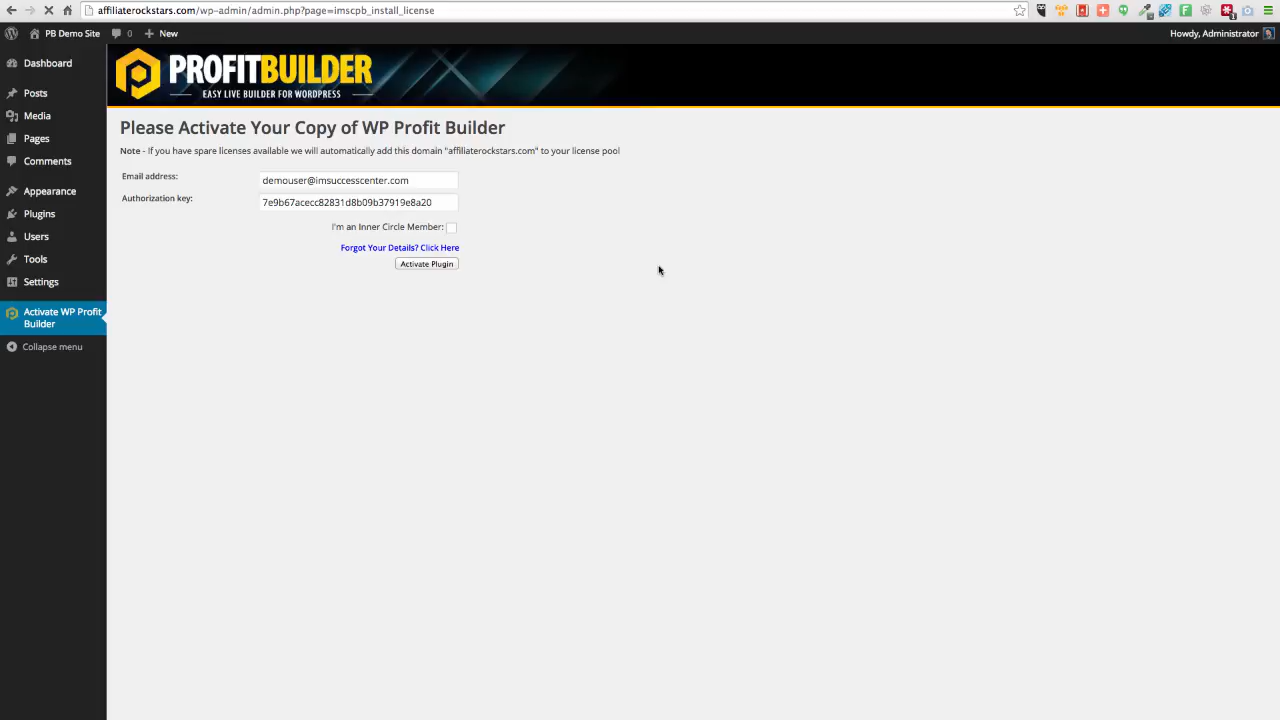 affiliaterockstars.com/wp-admin/admin.php?page=imscpb_install_license
PB Demo Site
0
New
Howdy, Administrator
PROFITBUILDER
EASY LIVE BUILDER FOR WORDPRESS
Dashboard
Posts
Media
Pages
Comments
Appearance
Plugins
Users
Tools
Settings
Activate WP Profit
Builder
Collapse menu
Please Activate Your Copy of WP Profit Builder
Note - If you have spare licenses available we will automatically add this domain "affiliaterockstars.com" to your license pool
Email address:
demouser@imsuccesscenter.com
Authorization key:
7e9b67acecc82831d8b09b37919e8a20
I'm an Inner Circle Member:
Forgot Your Details? Click Here
Activate Plugin